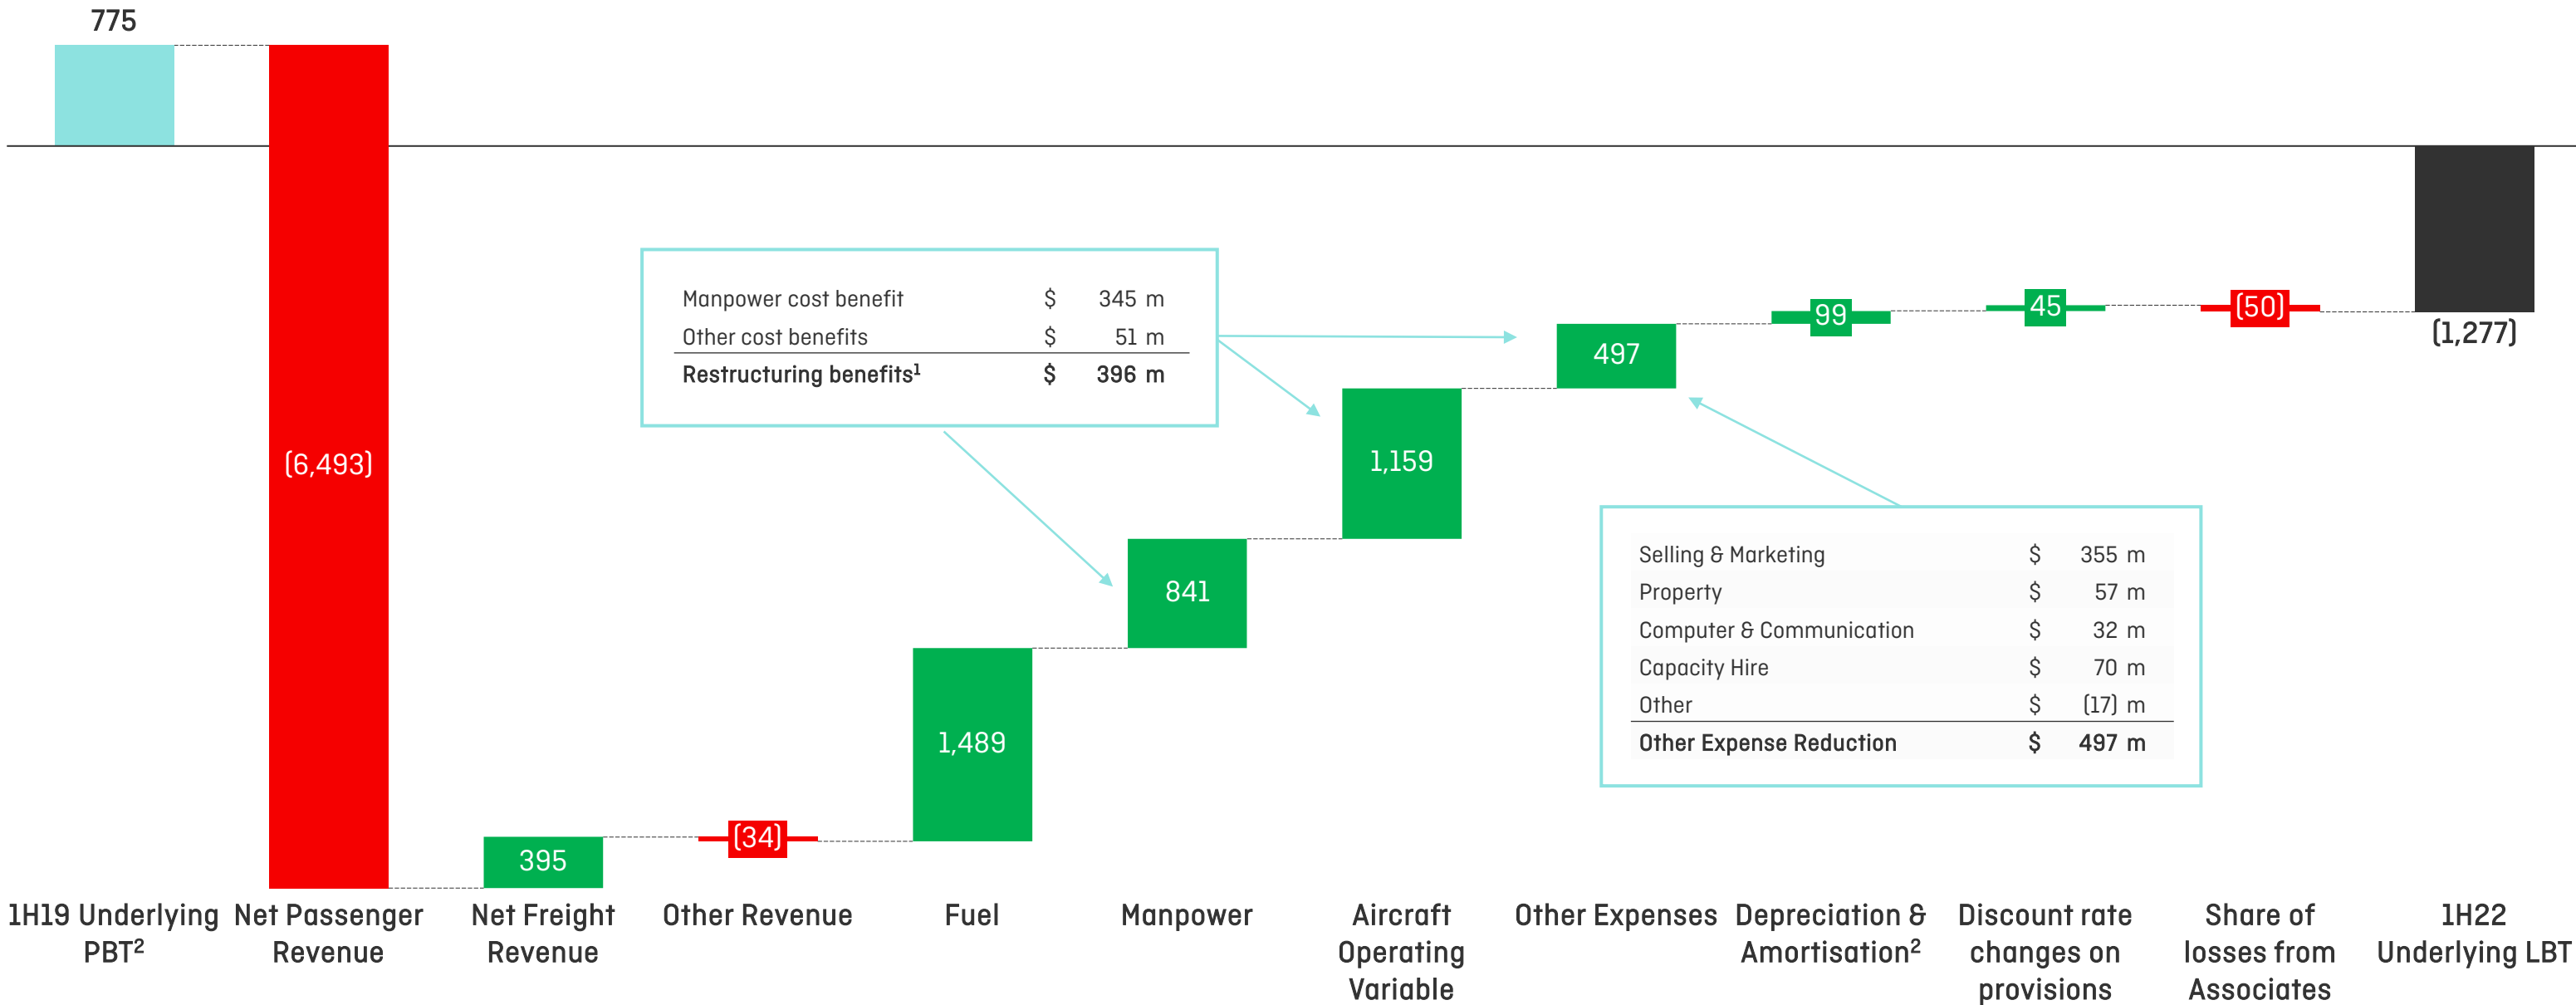 775
(6,493)
395
(34)
1,489
841
1,159
497
99
45
(50)
(1,277)
Manpower cost benefit $ 345 m
Other cost benefits $ 51 m
Restructuring benefits¹ $ 396 m
Selling & Marketing $ 355 m
Property $ 57 m
Computer & Communication $ 32 m
Capacity Hire $ 70 m
Other $ (17) m
Other Expense Reduction $ 497 m
1H19 Underlying
PBT²
Net Passenger
Revenue
Net Freight
Revenue
Other Revenue
Fuel
Manpower
Aircraft
Operating
Variable
Other Expenses
Depreciation &
Amortisation²
Discount rate
changes on
provisions
Share of
losses from
Associates
1H22
Underlying LBT